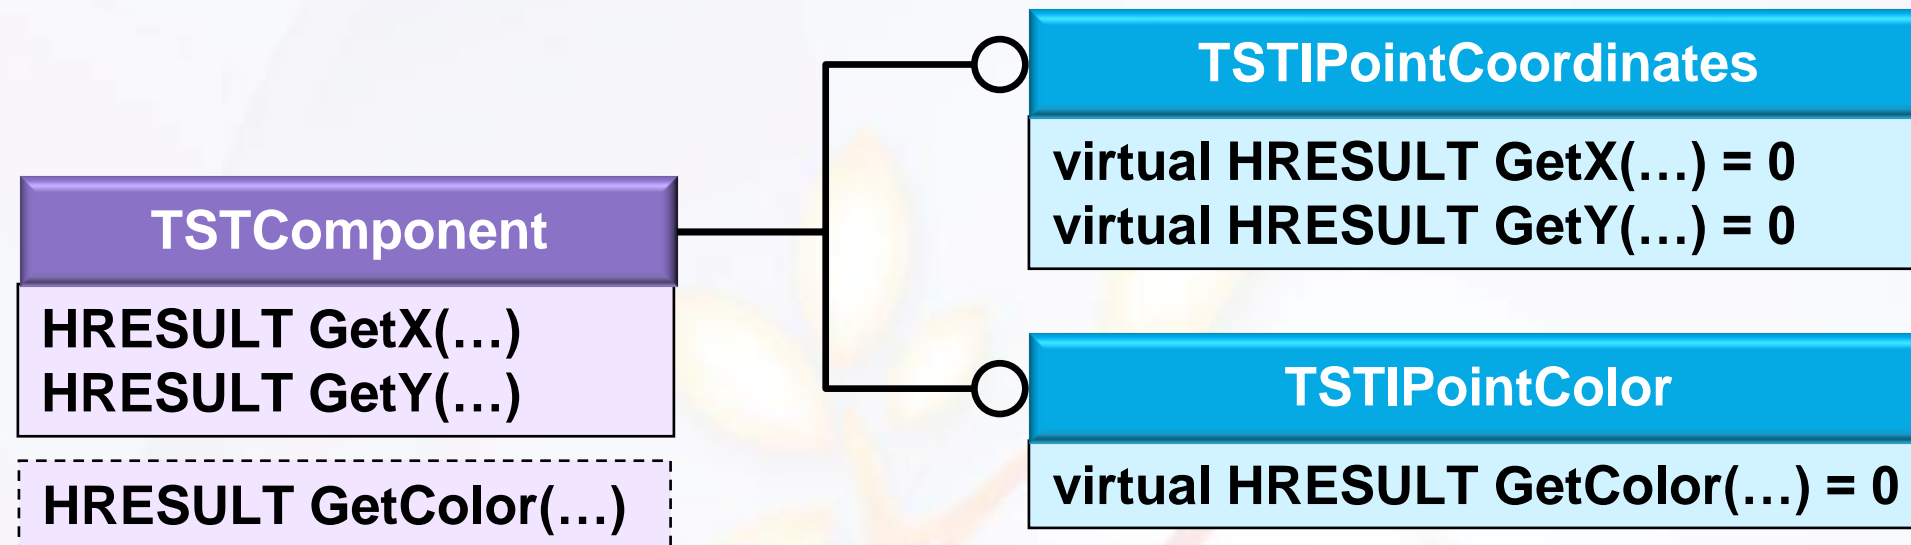 TSTComponent
HRESULT GetX(…)
HRESULT GetY(…)
HRESULT GetColor(…)
TSTIPointCoordinates
virtual HRESULT GetX(…) = 0
virtual HRESULT GetY(…) = 0
TSTIPointColor
virtual HRESULT GetColor(…) = 0